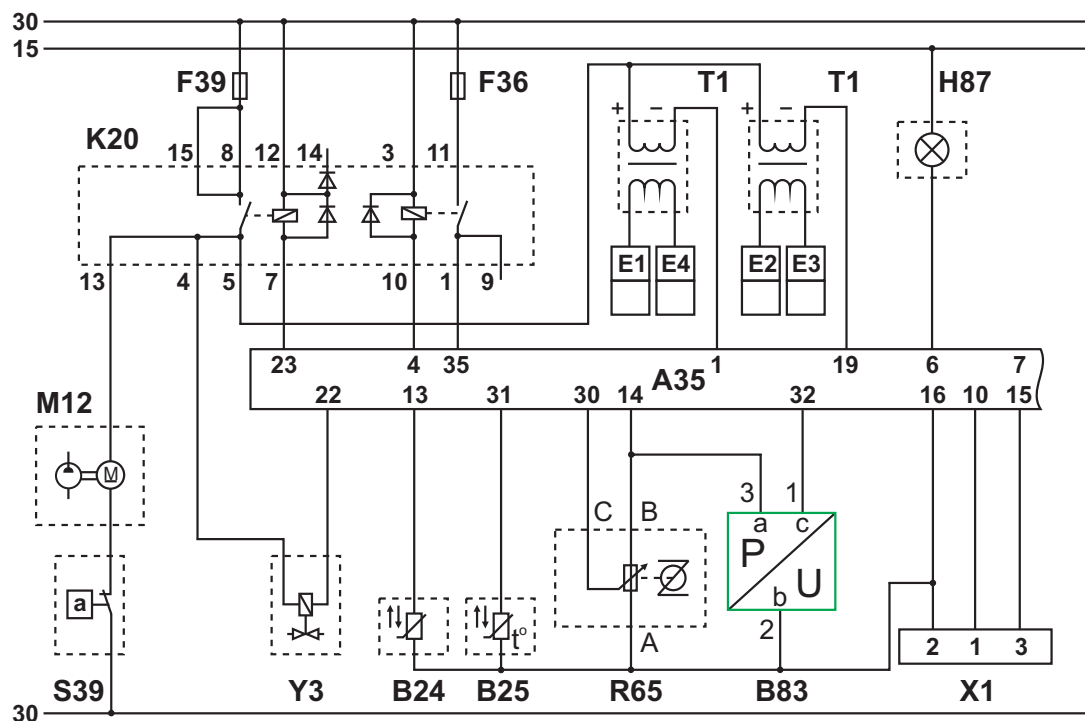 30
15
F39 F36 T1 T1 H87
+ − + −
K20
15 8 12 14 3 11
E1 E4 E2 E3
13 4 5 7 10 1 9
23 4 35 1 19 6 7
A35
22 13 31 30 14 32 16 10 15
M12
M
3 1
C B a c
P
U
a
b
2
2 1 3
t°
A
S39 Y3 B24 B25 R65 B83 X1
30